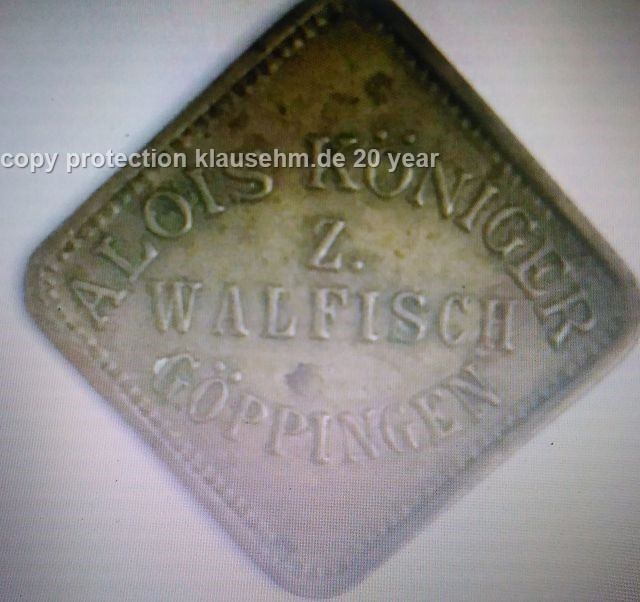 copy protection klausehm.de 20 year
ALOIS KÖNIGER
Z.
WALFISCH
GÖPPINGEN